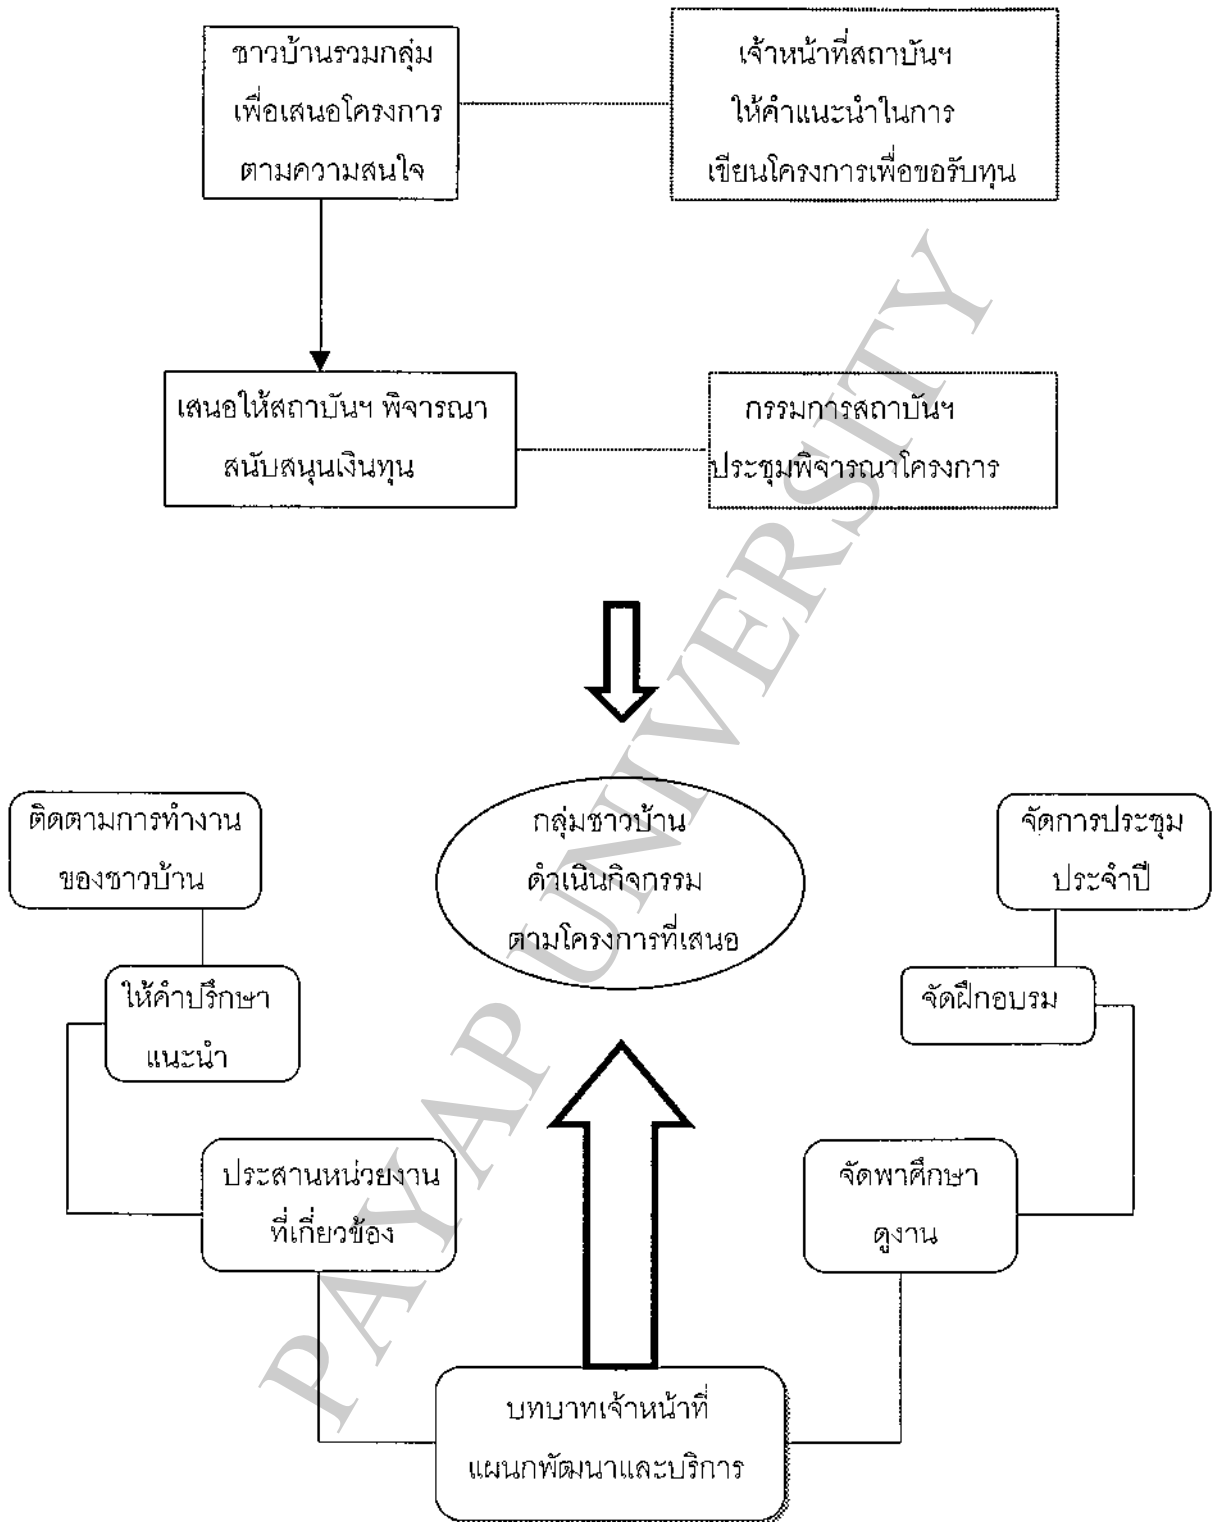 ชาวบ้านรวมกลุ่ม
เพื่อเสนอโครงการ
ตามความสนใจ
เจ้าหน้าที่สถาบันฯ
ให้คำแนะนำในการ
เขียนโครงการเพื่อขอรับทุน
เสนอให้สถาบันฯ พิจารณา
สนับสนุนเงินทุน
กรรมการสถาบันฯ
ประชุมพิจารณาโครงการ
กลุ่มชาวบ้าน
ดำเนินกิจกรรม
ตามโครงการที่เสนอ
ติดตามการทำงาน
ของชาวบ้าน
ให้คำปรึกษา
แนะนำ
ประสานหน่วยงาน
ที่เกี่ยวข้อง
จัดการประชุม
ประจำปี
จัดฝึกอบรม
จัดพาศึกษา
ดูงาน
บทบาทเจ้าหน้าที่
แผนกพัฒนาและบริการ
PAYAP UNIVERSITY